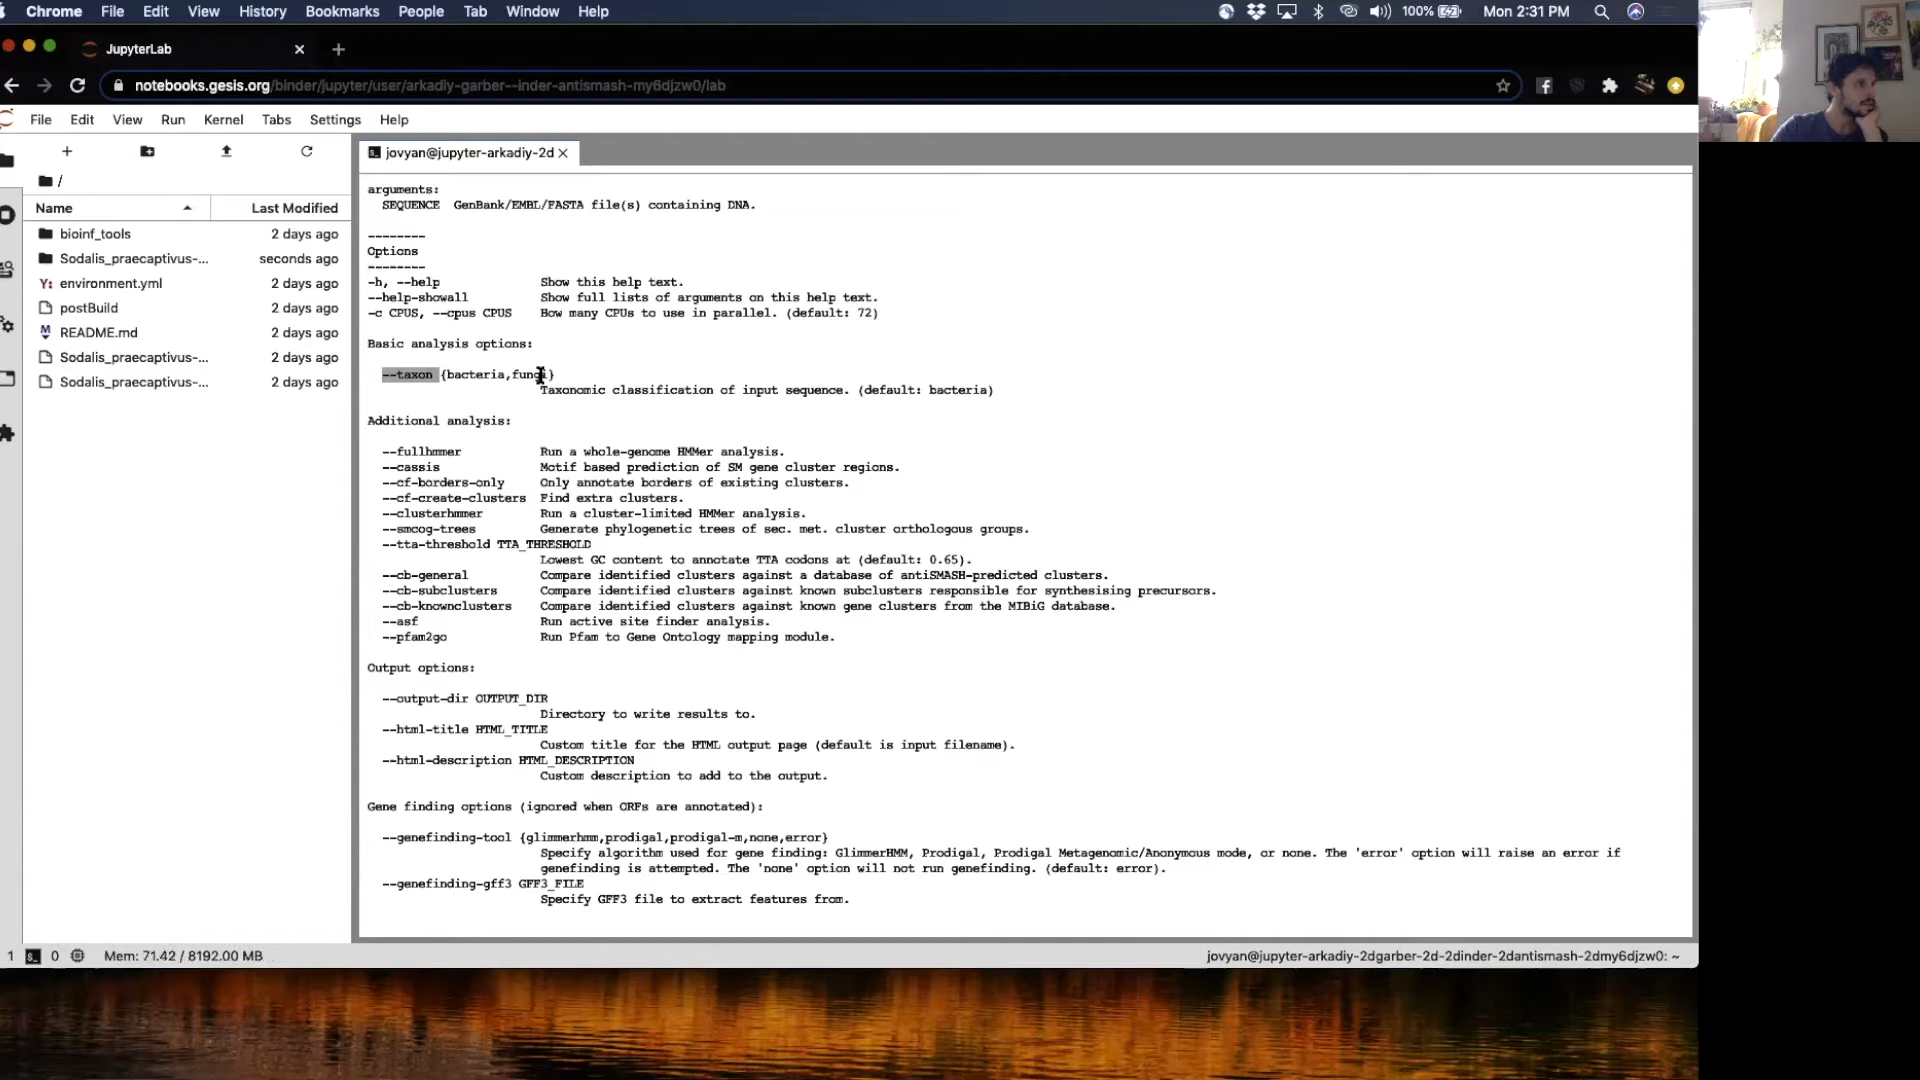 Chrome File Edit View History Bookmarks People Tab Window Help 100% Mon 2:31 PM
JupyterLab
notebooks.gesis.org/binder/jupyter/user/arkadiy-garber--inder-antismash-my6djzw0/lab
File Edit View Run Kernel Tabs Settings Help
jovyan@jupyter-arkadiy-2d
/
Name Last Modified
bioinf_tools 2 days ago
Sodalis_praecaptivus-... seconds ago
Y: environment.yml 2 days ago
postBuild 2 days ago
README.md 2 days ago
Sodalis_praecaptivus-... 2 days ago
Sodalis_praecaptivus-... 2 days ago
arguments:
SEQUENCE GenBank/EMBL/FASTA file(s) containing DNA.
--------
Options
--------
-h, --help Show this help text.
--help-showall Show full lists of arguments on this help text.
-c CPUS, --cpus CPUS How many CPUs to use in parallel. (default: 72)
Basic analysis options:
--taxon {bacteria,fungi}
Taxonomic classification of input sequence. (default: bacteria)
Additional analysis:
--fullhmmer Run a whole-genome HMMer analysis.
--cassis Motif based prediction of SM gene cluster regions.
--cf-borders-only Only annotate borders of existing clusters.
--cf-create-clusters Find extra clusters.
--clusterhmmer Run a cluster-limited HMMer analysis.
--smcog-trees Generate phylogenetic trees of sec. met. cluster orthologous groups.
--tta-threshold TTA_THRESHOLD
Lowest GC content to annotate TTA codons at (default: 0.65).
--cb-general Compare identified clusters against a database of antiSMASH-predicted clusters.
--cb-subclusters Compare identified clusters against known subclusters responsible for synthesising precursors.
--cb-knownclusters Compare identified clusters against known gene clusters from the MIBiG database.
--asf Run active site finder analysis.
--pfam2go Run Pfam to Gene Ontology mapping module.
Output options:
--output-dir OUTPUT_DIR
Directory to write results to.
--html-title HTML_TITLE
Custom title for the HTML output page (default is input filename).
--html-description HTML_DESCRIPTION
Custom description to add to the output.
Gene finding options (ignored when ORFs are annotated):
--genefinding-tool {glimmerhmm,prodigal,prodigal-m,none,error}
Specify algorithm used for gene finding: GlimmerHMM, Prodigal, Prodigal Metagenomic/Anonymous mode, or none. The 'error' option will raise an error if
genefinding is attempted. The 'none' option will not run genefinding. (default: error).
--genefinding-gff3 GFF3_FILE
Specify GFF3 file to extract features from.
1 0 Mem: 71.42 / 8192.00 MB jovyan@jupyter-arkadiy-2dgarber-2d-2dinder-2dantismash-2dmy6djzw0: ~